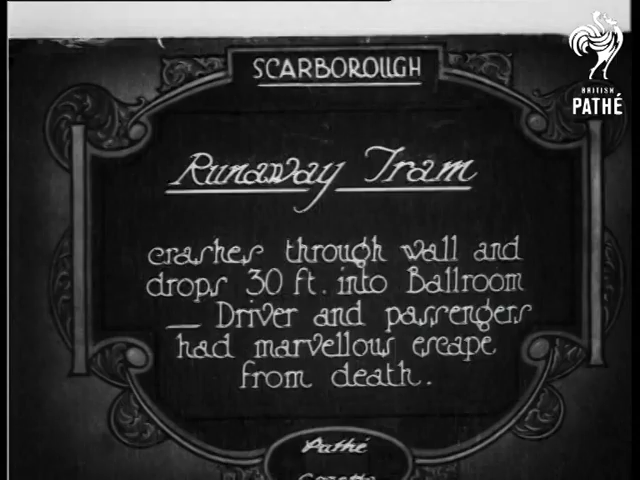 SCARBOROUGH
BRITISH
PATHÉ
Runaway Tram
crashes through wall and
drops 30 ft. into Ballroom
— Driver and passengers
had marvellous escape
from death.
Pathé
Gazette